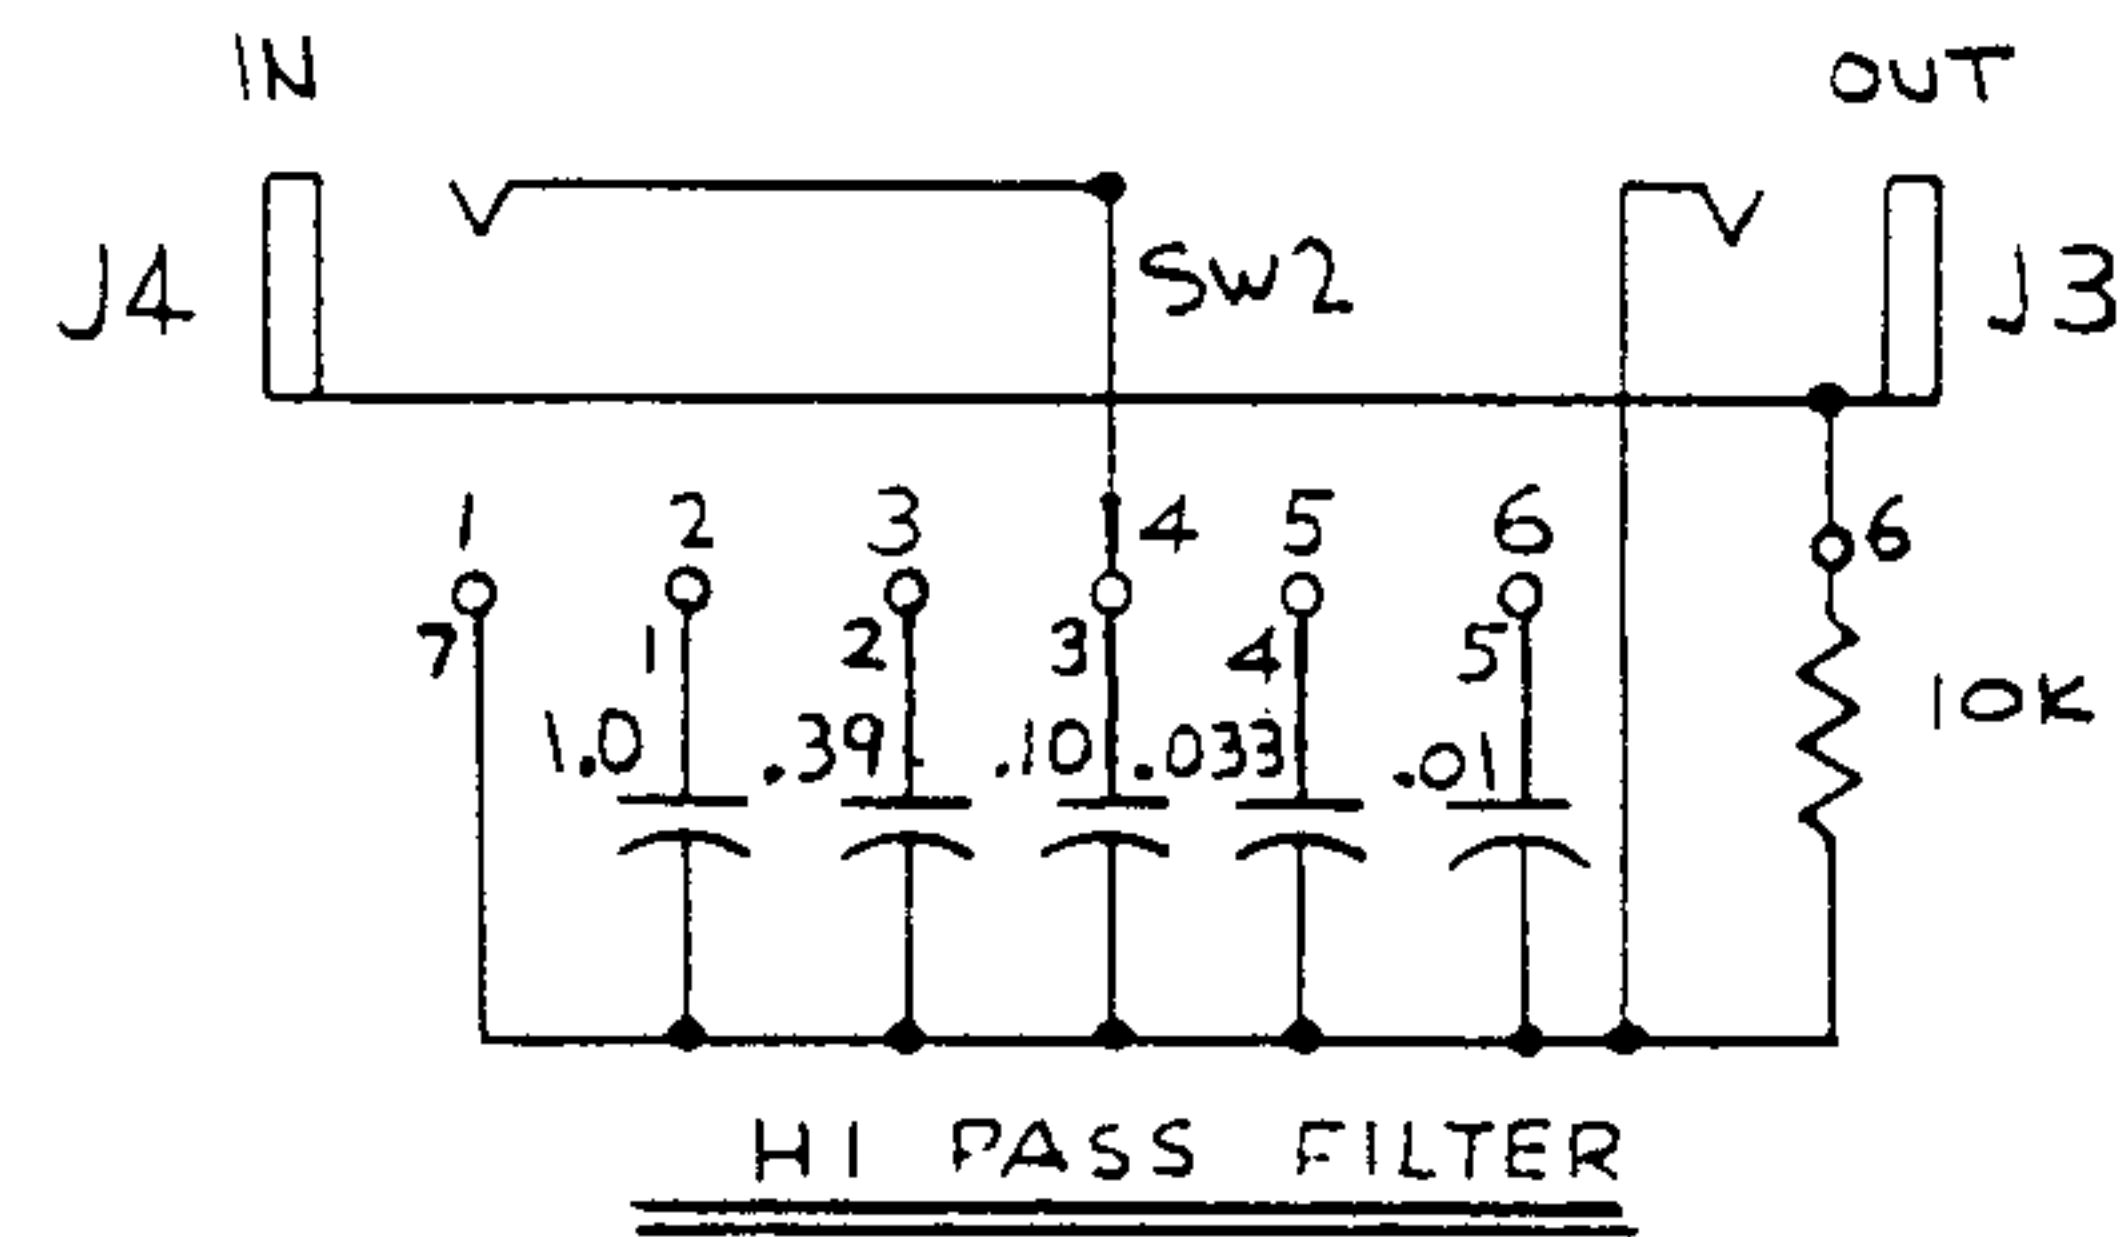 IN OUT
J4 SW2 J3
1 2 3 4 5 6 6
7 1 2 3 4 5
1.0 .39 .10 .033 .01 10K
HI PASS FILTER